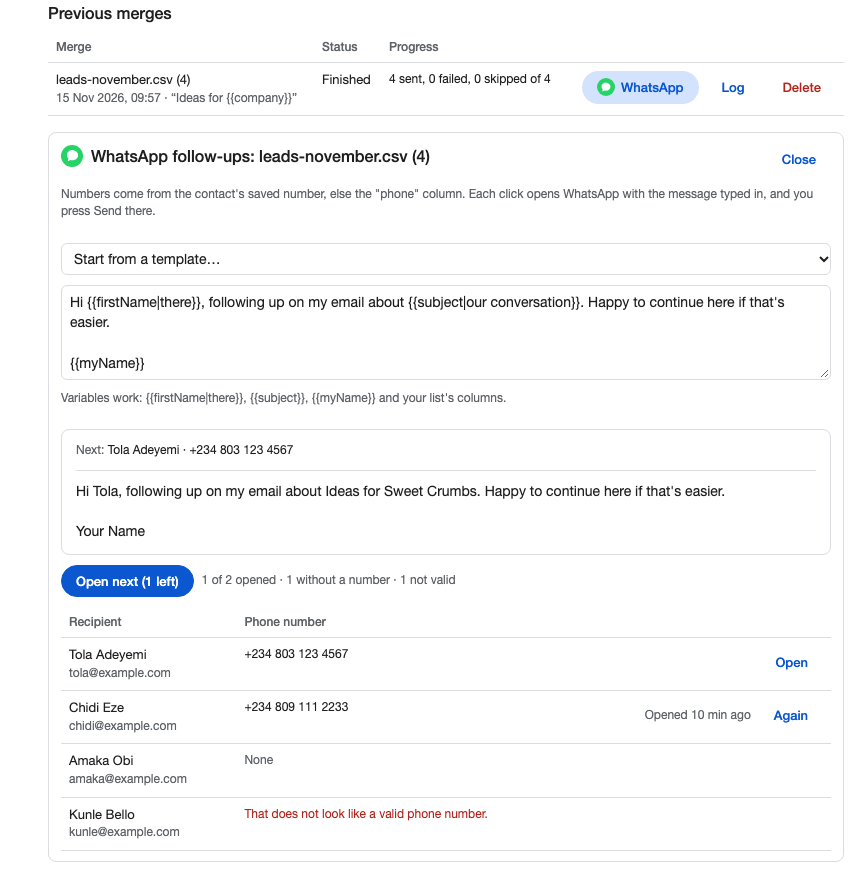 Previous merges
Merge Status Progress
leads-november.csv (4) Finished 4 sent, 0 failed, 0 skipped of 4 WhatsApp Log Delete
15 Nov 2026, 09:57 · “Ideas for {{company}}”
WhatsApp follow-ups: leads-november.csv (4)
Close
Numbers come from the contact's saved number, else the "phone" column. Each click opens WhatsApp with the message typed in, and you
press Send there.
Start from a template…
Hi {{firstName|there}}, following up on my email about {{subject|our conversation}}. Happy to continue here if that's
easier.
{{myName}}
Variables work: {{firstName|there}}, {{subject}}, {{myName}} and your list's columns.
Next: Tola Adeyemi · +234 803 123 4567
Hi Tola, following up on my email about Ideas for Sweet Crumbs. Happy to continue here if that's easier.
Your Name
Open next (1 left) 1 of 2 opened · 1 without a number · 1 not valid
Recipient Phone number
Tola Adeyemi +234 803 123 4567 Open
tola@example.com
Chidi Eze +234 809 111 2233 Opened 10 min ago Again
chidi@example.com
Amaka Obi None
amaka@example.com
Kunle Bello That does not look like a valid phone number.
kunle@example.com